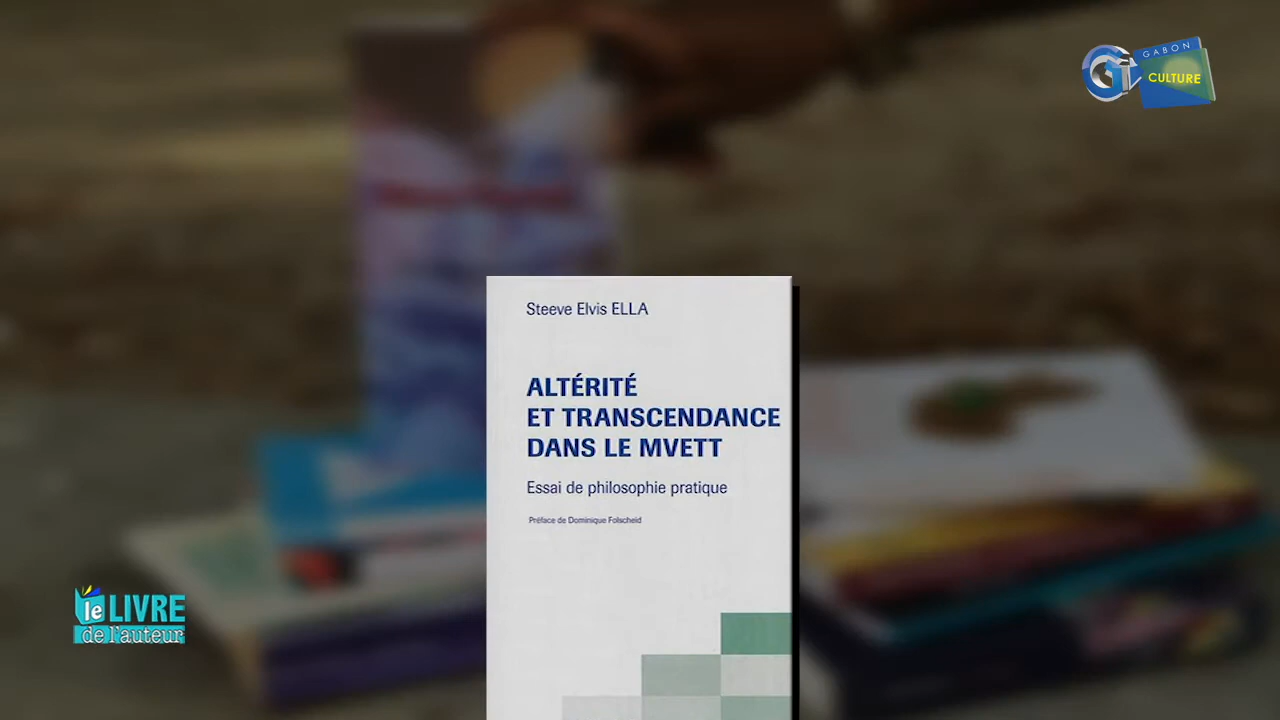 GABON
CULTURE
Steeve Elvis ELLA
ALTÉRITÉ
ET TRANSCENDANCE
DANS LE MVETT
Essai de philosophie pratique
Préface de Dominique Folscheid
le LIVRE
de l'auteur